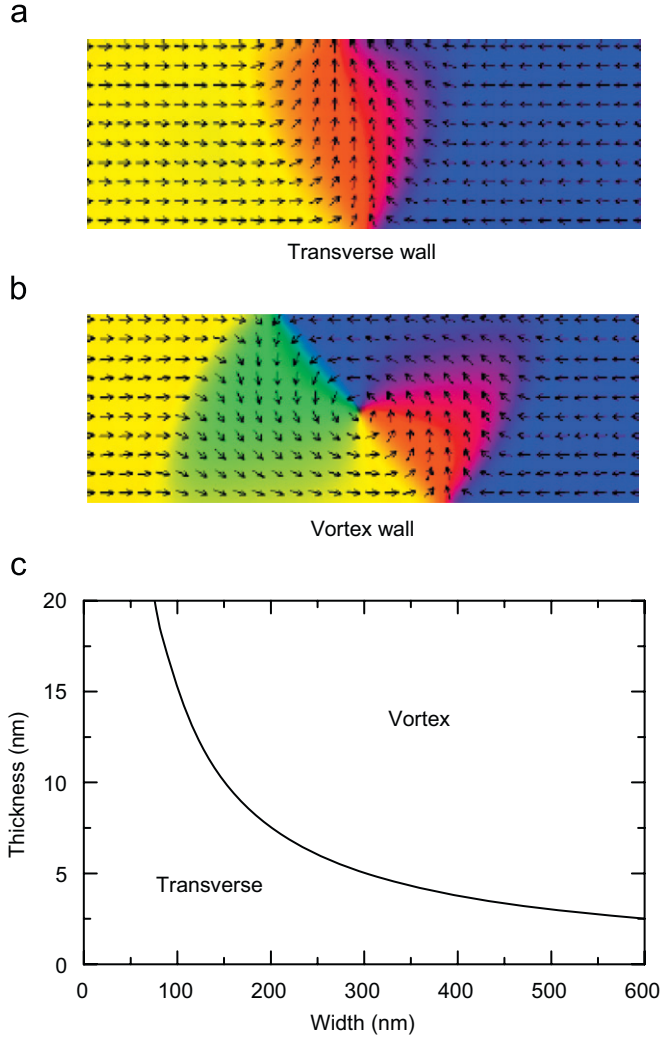 a
Transverse wall
b
Vortex wall
c
20
15
10
5
0
Thickness (nm)
Vortex
Transverse
0 100 200 300 400 500 600
Width (nm)